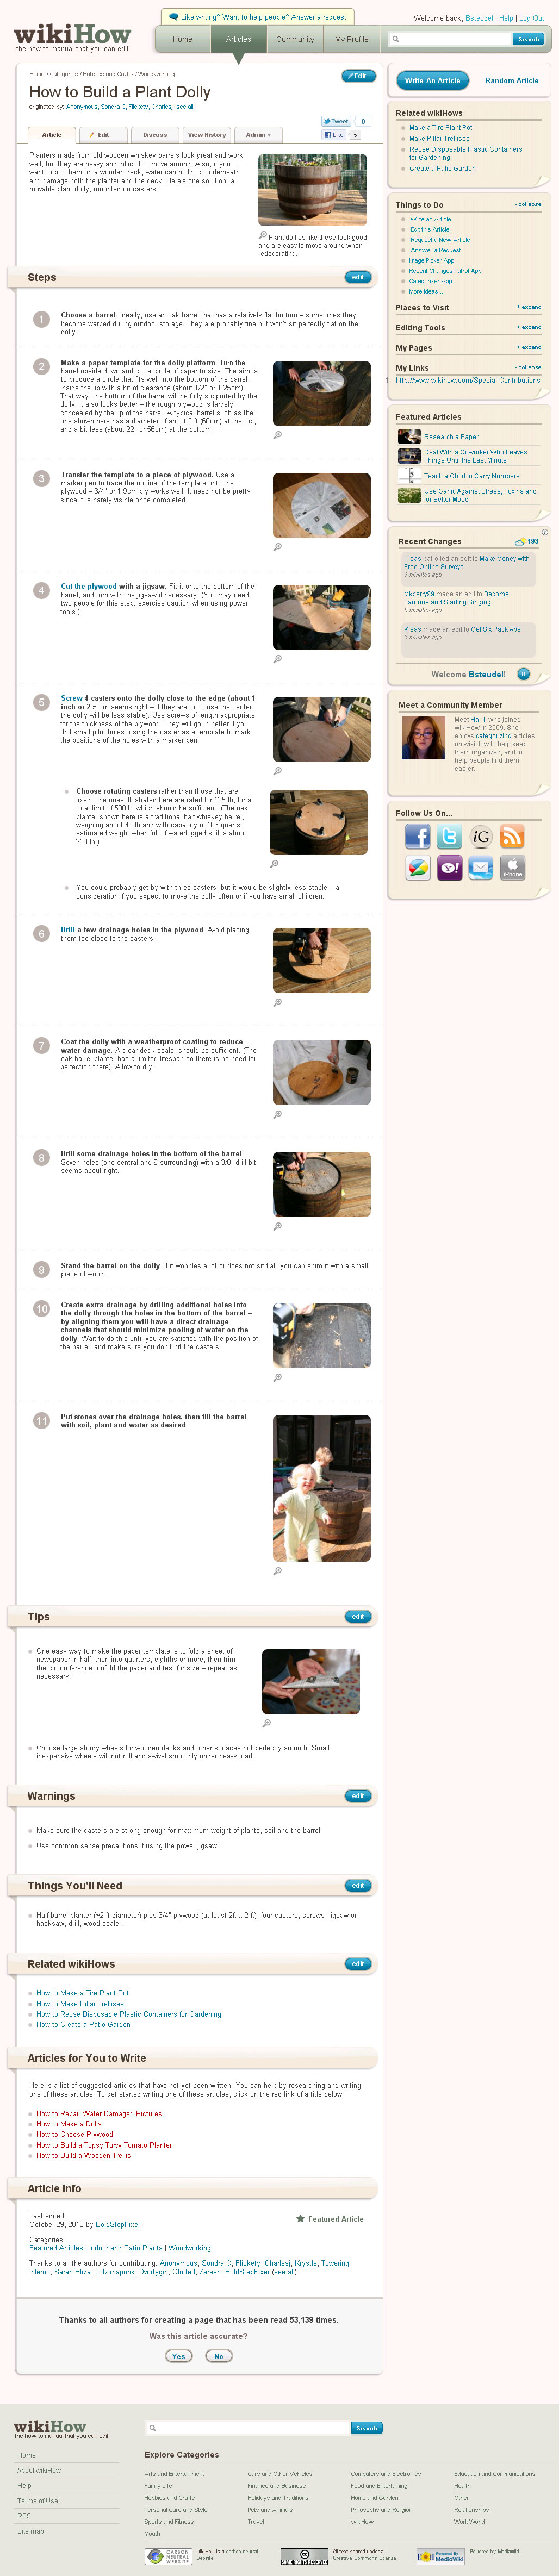 Like writing? Want to help people? Answer a request
Welcome back, Bsteudel | Help | Log Out
wikiHow
the how to manual that you can edit
Home
Articles
Community
My Profile
Search
Home / Categories / Hobbies and Crafts / Woodworking
Edit
How to Build a Plant Dolly
originated by: Anonymous, Sondra C, Flickety, Charlesj (see all)
Tweet 0
Like 5
Article
Edit
Discuss
View History
Admin
Planters made from old wooden whiskey barrels look great and work
well, but they are heavy and difficult to move around. Also, if you
want to put them on a wooden deck, water can build up underneath
and damage both the planter and the deck. Here's one solution: a
movable plant dolly, mounted on casters.
Plant dollies like these look good
and are easy to move around when
redecorating.
Steps
edit
1
Choose a barrel. Ideally, use an oak barrel that has a relatively flat bottom – sometimes they
become warped during outdoor storage. They are probably fine but won't sit perfectly flat on the
dolly.
2
Make a paper template for the dolly platform. Turn the
barrel upside down and cut a circle of paper to size. The aim is
to produce a circle that fits well into the bottom of the barrel,
inside the lip with a bit of clearance (about 1/2" or 1.25cm).
That way, the bottom of the barrel will be fully supported by the
dolly. It also looks better – the rough plywood is largely
concealed by the lip of the barrel. A typical barrel such as the
one shown here has a diameter of about 2 ft (60cm) at the top,
and a bit less (about 22" or 56cm) at the bottom.
3
Transfer the template to a piece of plywood. Use a
marker pen to trace the outline of the template onto the
plywood – 3/4" or 1.9cm ply works well. It need not be pretty,
since it is barely visible once completed.
4
Cut the plywood with a jigsaw. Fit it onto the bottom of the
barrel, and trim with the jigsaw if necessary. (You may need
two people for this step: exercise caution when using power
tools.)
5
Screw 4 casters onto the dolly close to the edge (about 1
inch or 2.5 cm seems right – if they are too close the center,
the dolly will be less stable). Use screws of length appropriate
for the thickness of the plywood. They will go in better if you
drill small pilot holes, using the caster as a template to mark
the positions of the hole with a marker pen.
Choose rotating casters rather than those that are
fixed. The ones illustrated here are rated for 125 lb, for a
total limit of 500lb, which should be sufficient. (The oak
planter shown here is a traditional half whiskey barrel,
weighing about 40 lb and with capacity of 106 quarts;
estimated weight when full of waterlogged soil is about
250 lb.)
You could probably get by with three casters, but it would be slightly less stable – a
consideration if you expect to move the dolly often or if you have small children.
6
Drill a few drainage holes in the plywood. Avoid placing
them too close to the casters.
7
Coat the dolly with a weatherproof coating to reduce
water damage. A clear deck sealer should be sufficient. (The
oak barrel planter has a limited lifespan so there is no need for
perfection there). Allow to dry.
8
Drill some drainage holes in the bottom of the barrel.
Seven holes (one central and 6 surrounding) with a 3/8" drill bit
seems about right.
9
Stand the barrel on the dolly. If it wobbles a lot or does not sit flat, you can shim it with a small
piece of wood.
10
Create extra drainage by drilling additional holes into
the dolly through the holes in the bottom of the barrel –
by aligning them you will have a direct drainage
channels that should minimize pooling of water on the
dolly. Wait to do this until you are satisfied with the position of
the barrel, and make sure you don't hit the casters.
11
Put stones over the drainage holes, then fill the barrel
with soil, plant and water as desired.
Tips
edit
One easy way to make the paper template is to fold a sheet of
newspaper in half, then into quarters, eighths or more, then trim
the circumference, unfold the paper and test for size – repeat as
necessary.
Choose large sturdy wheels for wooden decks and other surfaces not perfectly smooth. Small
inexpensive wheels will not roll and swivel smoothly under heavy load.
Warnings
edit
Make sure the casters are strong enough for maximum weight of plants, soil and the barrel.
Use common sense precautions if using the power jigsaw.
Things You'll Need
edit
Half-barrel planter (~2 ft diameter) plus 3/4" plywood (at least 2ft x 2 ft), four casters, screws, jigsaw or
hacksaw, drill, wood sealer.
Related wikiHows
edit
How to Make a Tire Plant Pot
How to Make Pillar Trellises
How to Reuse Disposable Plastic Containers for Gardening
How to Create a Patio Garden
Articles for You to Write
Here is a list of suggested articles that have not yet been written. You can help by researching and writing
one of these articles. To get started writing one of these articles, click on the red link of a title below.
How to Repair Water Damaged Pictures
How to Make a Dolly
How to Choose Plywood
How to Build a Topsy Turvy Tomato Planter
How to Build a Wooden Trellis
Article Info
Last edited:
October 29, 2010 by BoldStepFixer
Featured Article
Categories:
Featured Articles | Indoor and Patio Plants | Woodworking
Thanks to all the authors for contributing: Anonymous, Sondra C, Flickety, Charlesj, Krystle, Towering
Inferno, Sarah Eliza, Lolzimapunk, Dvortygirl, Glutted, Zareen, BoldStepFixer (see all)
Thanks to all authors for creating a page that has been read 53,139 times.
Was this article accurate?
Yes
No
Write An Article
Random Article
Related wikiHows
Make a Tire Plant Pot
Make Pillar Trellises
Reuse Disposable Plastic Containers
for Gardening
Create a Patio Garden
Things to Do
- collapse
Write an Article
Edit this Article
Request a New Article
Answer a Request
Image Picker App
Recent Changes Patrol App
Categorizer App
More Ideas...
Places to Visit
+ expand
Editing Tools
+ expand
My Pages
+ expand
My Links
- collapse
1. http://www.wikihow.com/Special:Contributions
Featured Articles
Research a Paper
Deal With a Coworker Who Leaves
Things Until the Last Minute
Teach a Child to Carry Numbers
Use Garlic Against Stress, Toxins and
for Better Mood
Recent Changes
193
Kleas patrolled an edit to Make Money with
Free Online Surveys
6 minutes ago
Mkperry99 made an edit to Become
Famous and Starting Singing
5 minutes ago
Kleas made an edit to Get Six Pack Abs
5 minutes ago
Welcome Bsteudel!
Meet a Community Member
Meet Harri, who joined
wikiHow in 2009. She
enjoys categorizing articles
on wikiHow to help keep
them organized, and to
help people find them
easier.
Follow Us On...
iG
Y!
iPhone
wikiHow
the how to manual that you can edit
Search
Home
About wikiHow
Help
Terms of Use
RSS
Site map
Explore Categories
Arts and Entertainment
Family Life
Hobbies and Crafts
Personal Care and Style
Sports and Fitness
Youth
Cars and Other Vehicles
Finance and Business
Holidays and Traditions
Pets and Animals
Travel
Computers and Electronics
Food and Entertaining
Home and Garden
Philosophy and Religion
wikiHow
Education and Communications
Health
Other
Relationships
Work World
CARBON
NEUTRAL
WEBSITE
wikiHow is a carbon neutral
website
SOME RIGHTS RESERVED
All text shared under a
Creative Commons License.
Powered By
MediaWiki
Powered by Mediawiki.